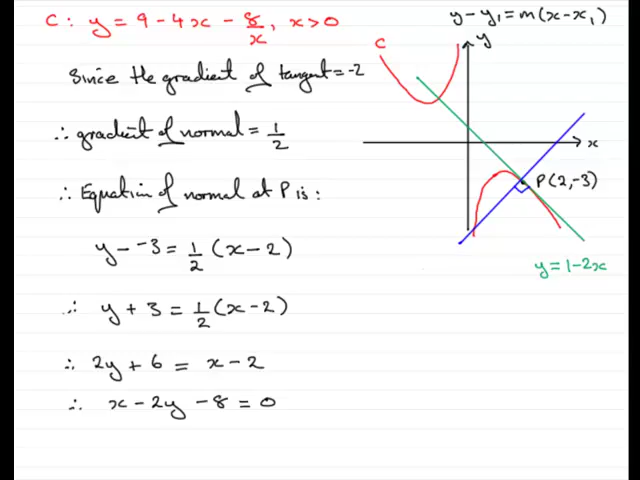 C: y = 9 - 4x - 8/x, x>0
y - y₁ = m(x - x₁)
Since the gradient of tangent = -2
∴ gradient of normal = 1/2
∴ Equation of normal at P is:
y - -3 = 1/2 (x - 2)
∴ y + 3 = 1/2 (x - 2)
∴ 2y + 6 = x - 2
∴ x - 2y - 8 = 0
C
y
x
P(2,-3)
y = 1 - 2x